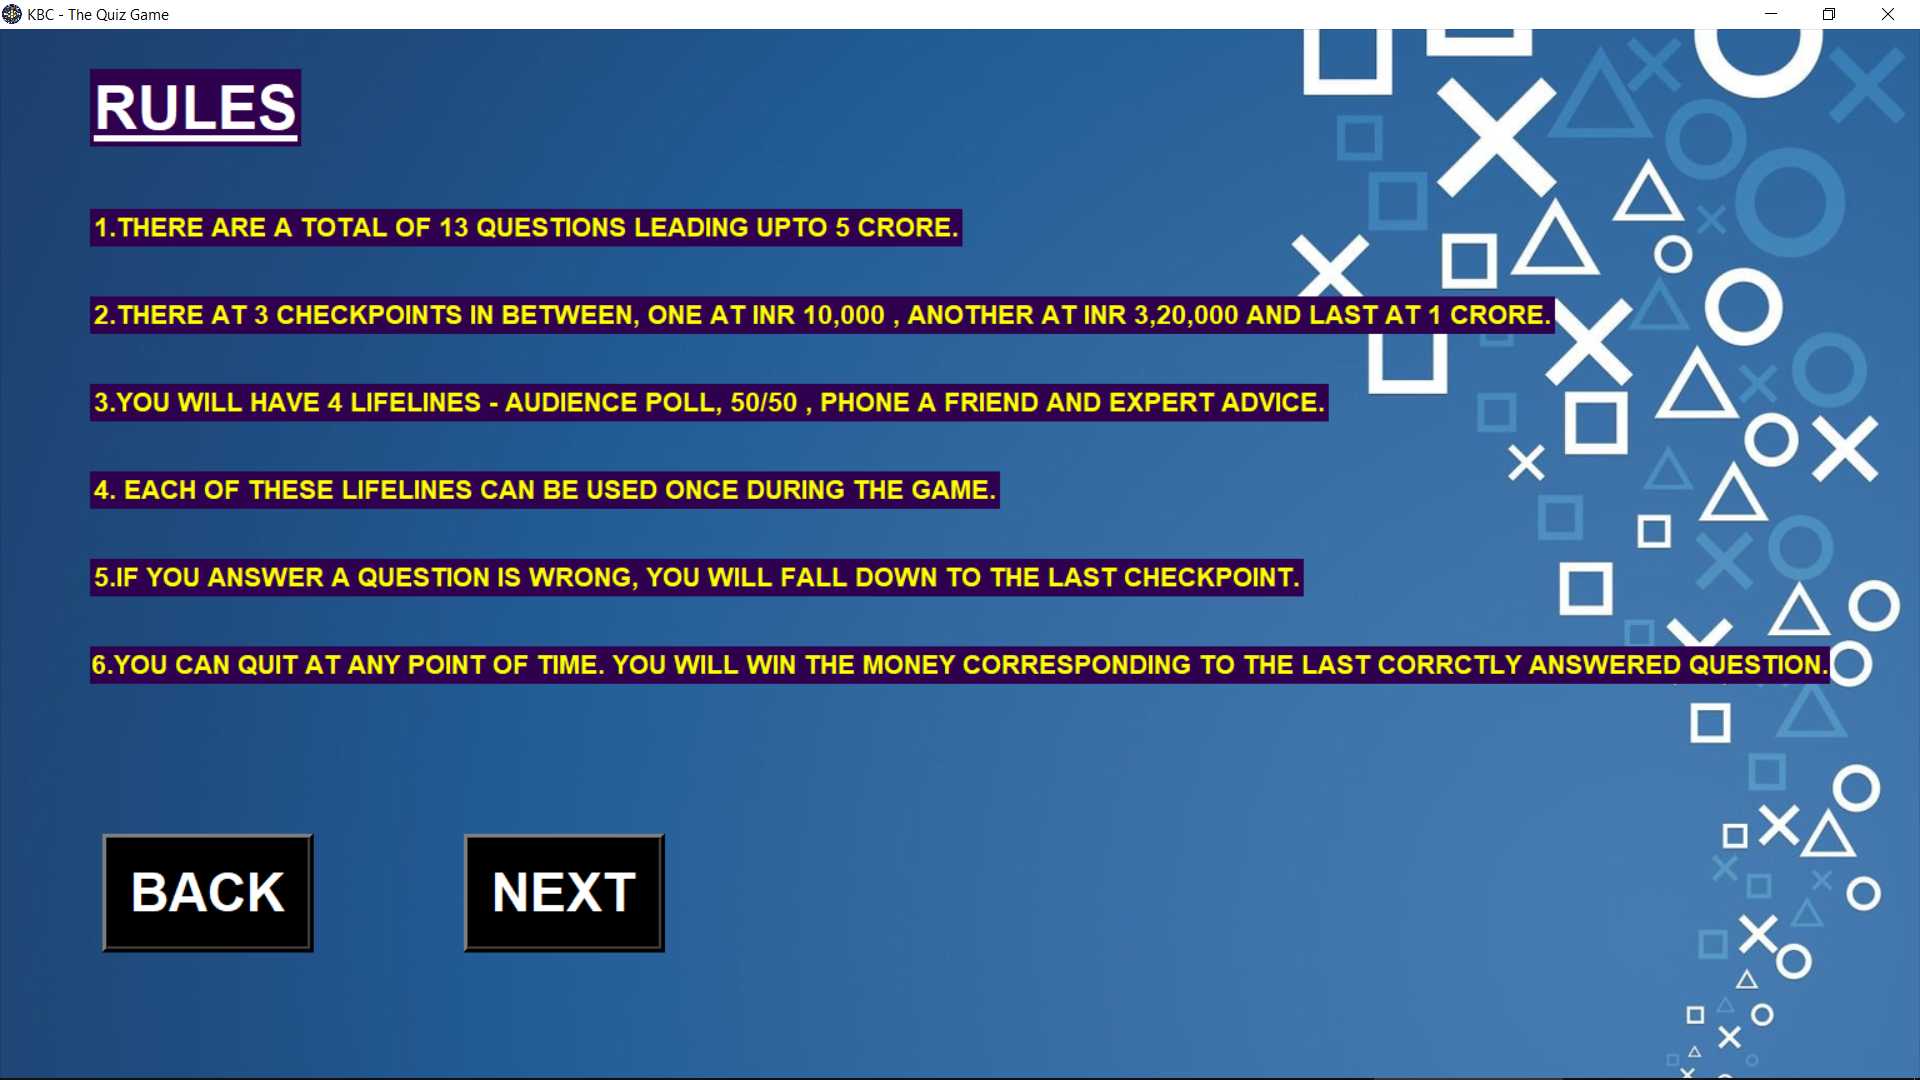 KBC - The Quiz Game
RULES
1.THERE ARE A TOTAL OF 13 QUESTIONS LEADING UPTO 5 CRORE.
2.THERE AT 3 CHECKPOINTS IN BETWEEN, ONE AT INR 10,000 , ANOTHER AT INR 3,20,000 AND LAST AT 1 CRORE.
3.YOU WILL HAVE 4 LIFELINES - AUDIENCE POLL, 50/50 , PHONE A FRIEND AND EXPERT ADVICE.
4. EACH OF THESE LIFELINES CAN BE USED ONCE DURING THE GAME.
5.IF YOU ANSWER A QUESTION IS WRONG, YOU WILL FALL DOWN TO THE LAST CHECKPOINT.
6.YOU CAN QUIT AT ANY POINT OF TIME. YOU WILL WIN THE MONEY CORRESPONDING TO THE LAST CORRCTLY ANSWERED QUESTION.
BACK NEXT